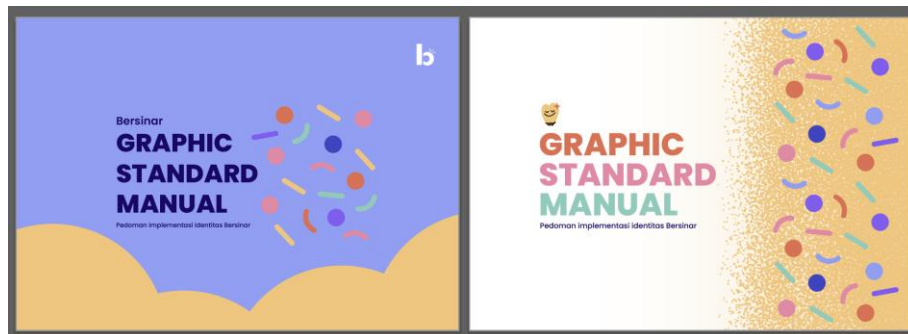 b
Bersinar
GRAPHIC
STANDARD
MANUAL
Pedoman implementasi identitas Bersinar
GRAPHIC
STANDARD
MANUAL
Pedoman implementasi identitas Bersinar